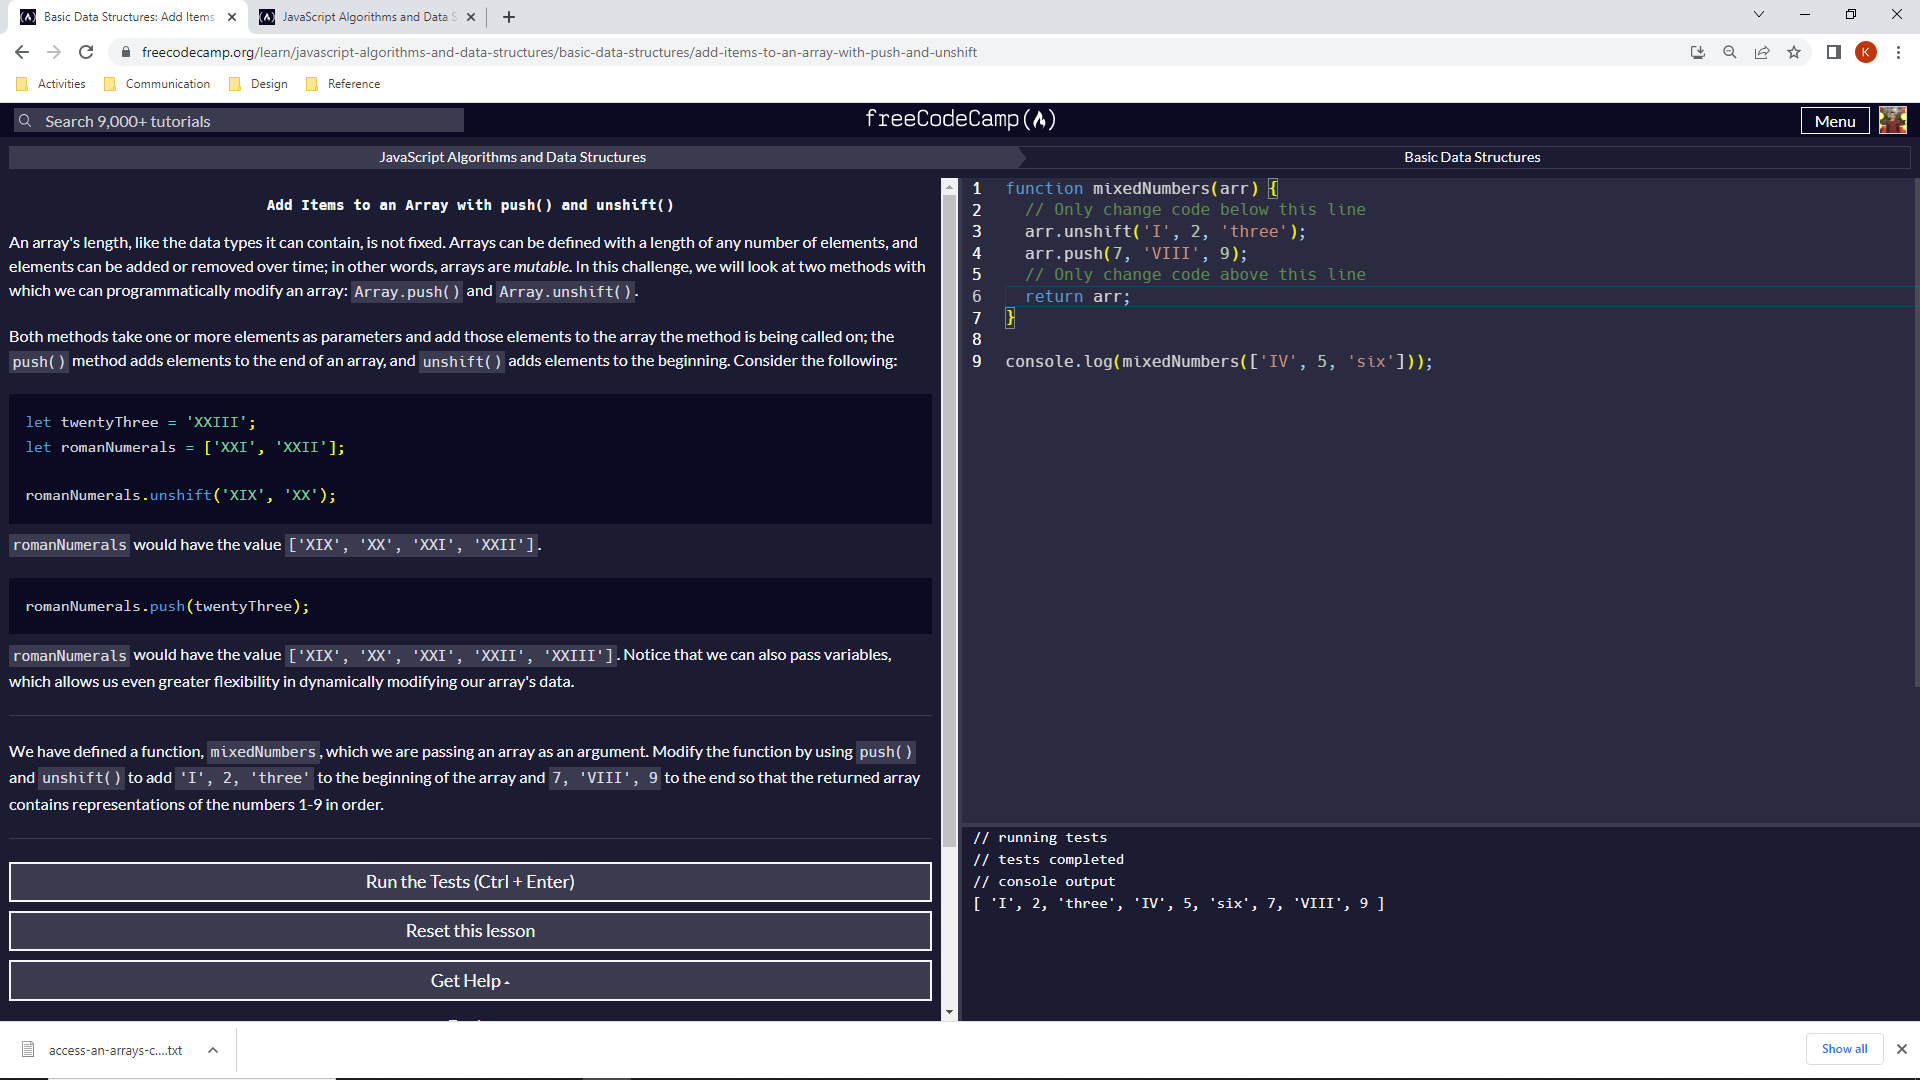 Basic Data Structures: Add Items
JavaScript Algorithms and Data S
freecodecamp.org/learn/javascript-algorithms-and-data-structures/basic-data-structures/add-items-to-an-array-with-push-and-unshift
K
Activities
Communication
Design
Reference
Search 9,000+ tutorials
freeCodeCamp
Menu
JavaScript Algorithms and Data Structures
Basic Data Structures
Add Items to an Array with push() and unshift()
An array's length, like the data types it can contain, is not fixed. Arrays can be defined with a length of any number of elements, and
elements can be added or removed over time; in other words, arrays are mutable. In this challenge, we will look at two methods with
which we can programmatically modify an array: Array.push() and Array.unshift().
Both methods take one or more elements as parameters and add those elements to the array the method is being called on; the
push() method adds elements to the end of an array, and unshift() adds elements to the beginning. Consider the following:
let twentyThree = 'XXIII';
let romanNumerals = ['XXI', 'XXII'];
romanNumerals.unshift('XIX', 'XX');
romanNumerals would have the value ['XIX', 'XX', 'XXI', 'XXII'].
romanNumerals.push(twentyThree);
romanNumerals would have the value ['XIX', 'XX', 'XXI', 'XXII', 'XXIII']. Notice that we can also pass variables,
which allows us even greater flexibility in dynamically modifying our array's data.
We have defined a function, mixedNumbers, which we are passing an array as an argument. Modify the function by using push()
and unshift() to add 'I', 2, 'three' to the beginning of the array and 7, 'VIII', 9 to the end so that the returned array
contains representations of the numbers 1-9 in order.
Run the Tests (Ctrl + Enter)
Reset this lesson
Get Help
1 function mixedNumbers(arr) {
2 // Only change code below this line
3 arr.unshift('I', 2, 'three');
4 arr.push(7, 'VIII', 9);
5 // Only change code above this line
6 return arr;
7 }
8
9 console.log(mixedNumbers(['IV', 5, 'six']));
// running tests
// tests completed
// console output
[ 'I', 2, 'three', 'IV', 5, 'six', 7, 'VIII', 9 ]
access-an-arrays-c....txt
Show all